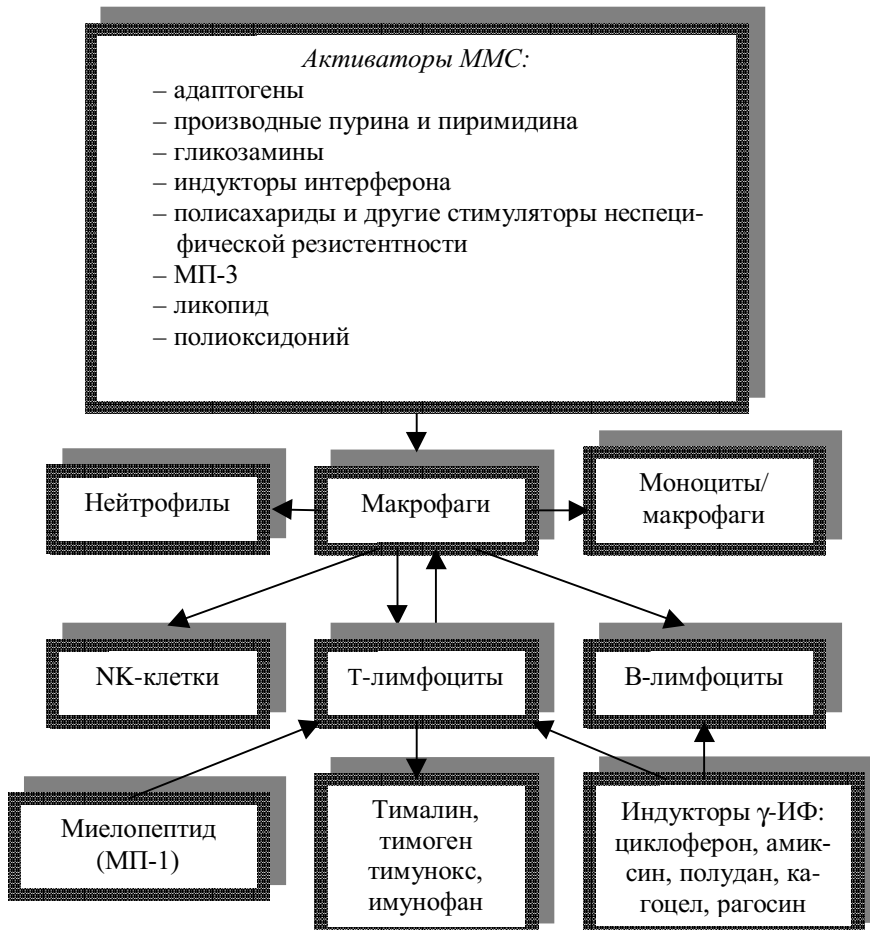 Активаторы ММС:
– адаптогены
– производные пурина и пиримидина
– гликозамины
– индукторы интерферона
– полисахариды и другие стимуляторы неспеци-
фической резистентности
– МП-3
– ликопид
– полиоксидоний
Нейтрофилы
Макрофаги
Моноциты/
макрофаги
NK-клетки
Т-лимфоциты
В-лимфоциты
Миелопептид
(МП-1)
Тималин,
тимоген
тимунокс,
имунофан
Индукторы γ-ИФ:
циклоферон, амик-
син, полудан, ка-
гоцел, рагосин